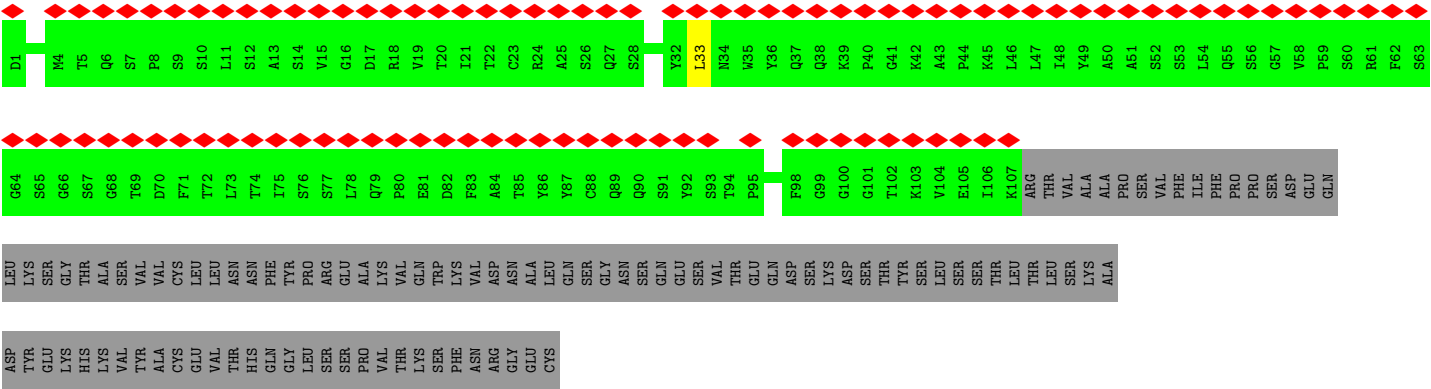 D1 M4 T5 Q6 S7 P8 S9 S10 L11 S12 A13 S14 V15 G16 D17 R18 V19 T20 I21 T22 C23 R24 A25 S26 Q27 S28 Y32 L33 N34 W35 Y36 Q37 Q38 K39 P40 G41 K42 A43 P44 K45 L46 L47 I48 Y49 A50 A51 S52 S53 L54 Q55 S56 G57 V58 P59 S60 R61 F62 S63
G64 S65 G66 S67 G68 T69 D70 F71 T72 L73 T74 I75 S76 S77 L78 Q79 P80 E81 D82 F83 A84 T85 Y86 Y87 C88 Q89 Q90 S91 Y92 S93 T94 P95 F98 G99 G100 G101 T102 K103 V104 E105 I106 K107 ARG THR VAL ALA ALA PRO SER VAL PHE ILE PHE PRO PRO SER ASP GLU GLN
LEU LYS SER GLY THR ALA SER VAL VAL CYS LEU LEU ASN ASN PHE TYR PRO ARG GLU ALA LYS VAL GLN TRP LYS VAL ASP ASN ALA LEU GLN SER GLY ASN SER GLN GLU SER VAL THR GLU GLN ASP SER LYS ASP SER THR TYR SER LEU SER SER THR LEU THR LEU SER LYS ALA
ASP TYR GLU LYS HIS LYS VAL TYR ALA CYS GLU VAL THR HIS GLN GLY LEU SER SER PRO VAL THR LYS SER PHE ASN ARG GLY GLU CYS